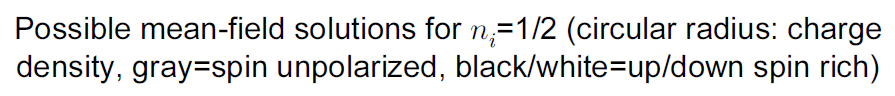 Possible mean-field solutions for n_i=1/2 (circular radius: charge
density, gray=spin unpolarized, black/white=up/down spin rich)